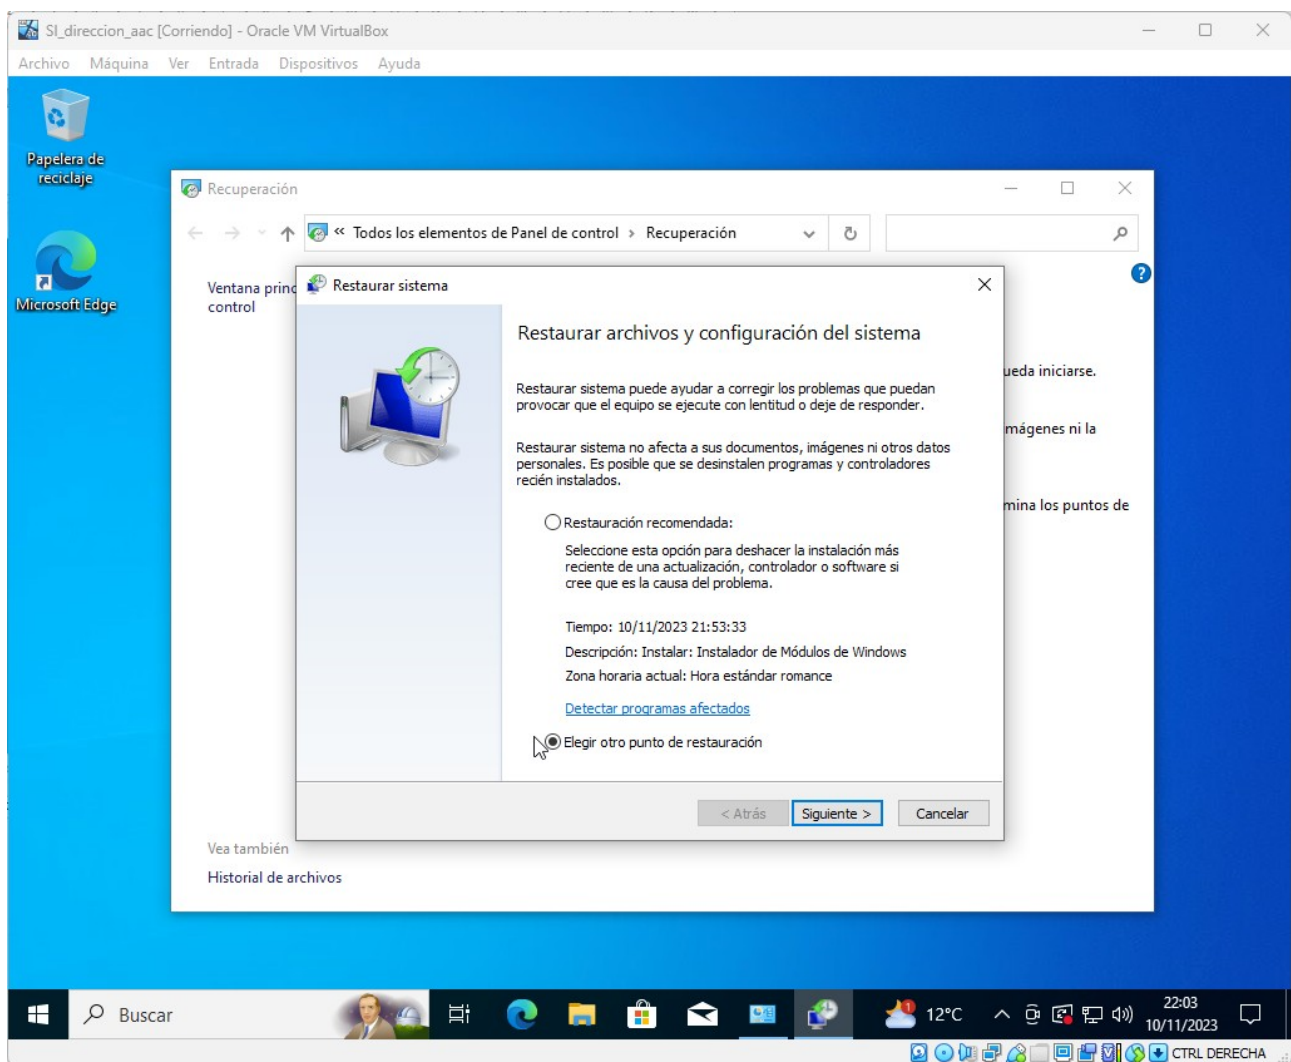 SI_direccion_aac [Corriendo] - Oracle VM VirtualBox
Archivo Máquina Ver Entrada Dispositivos Ayuda
Papelera de
reciclaje
Microsoft Edge
Recuperación
« Todos los elementos de Panel de control › Recuperación
Ventana princ
control
Restaurar sistema
Restaurar archivos y configuración del sistema
Restaurar sistema puede ayudar a corregir los problemas que puedan
provocar que el equipo se ejecute con lentitud o deje de responder.
Restaurar sistema no afecta a sus documentos, imágenes ni otros datos
personales. Es posible que se desinstalen programas y controladores
recién instalados.
Restauración recomendada:
Seleccione esta opción para deshacer la instalación más
reciente de una actualización, controlador o software si
cree que es la causa del problema.
Tiempo: 10/11/2023 21:53:33
Descripción: Instalar: Instalador de Módulos de Windows
Zona horaria actual: Hora estándar romance
Detectar programas afectados
Elegir otro punto de restauración
< Atrás Siguiente > Cancelar
ueda iniciarse.
mágenes ni la
mina los puntos de
Vea también
Historial de archivos
Buscar
1
12°C
22:03
10/11/2023
CTRL DERECHA